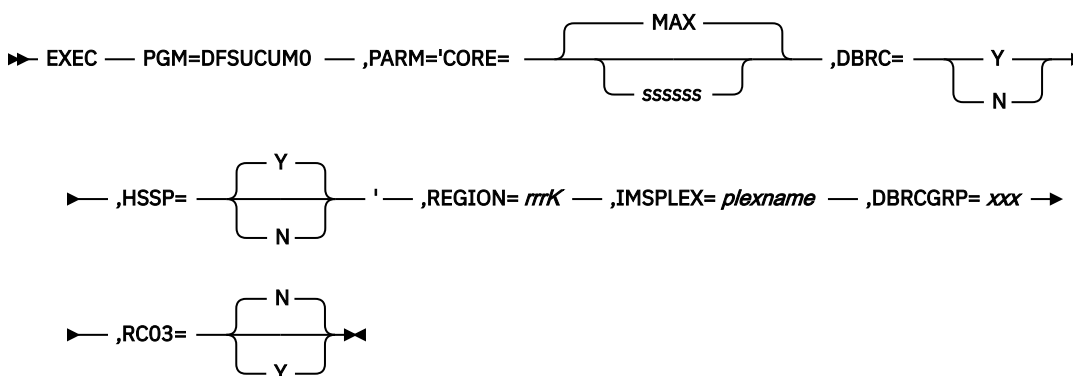 MAX
EXEC PGM=DFSUCUM0 ,PARM='CORE= ssssss ,DBRC= Y
N
Y
,HSSP= ' ,REGION= rrrK ,IMSPLEX= plexname ,DBRCGRP= xxx
N
N
,RC03=
Y